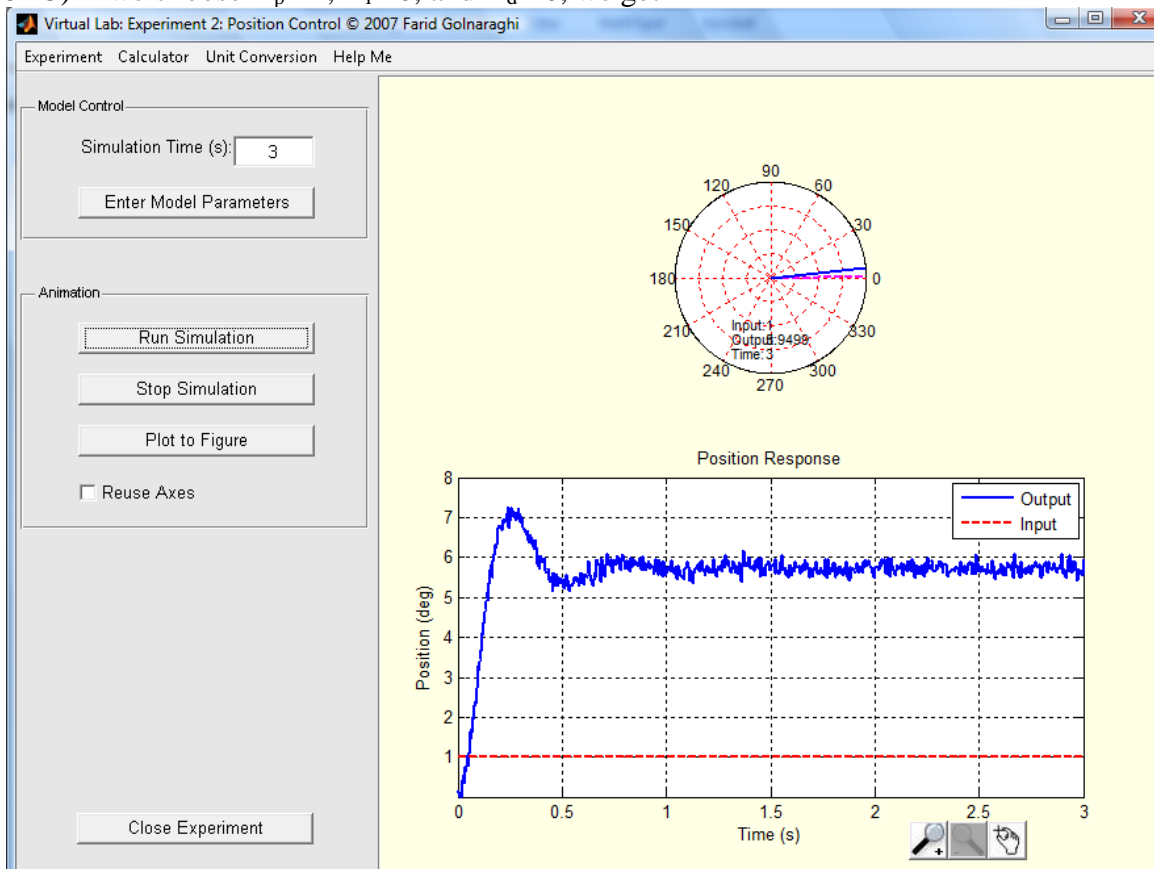 Virtual Lab: Experiment 2: Position Control © 2007 Farid Golnaraghi
Experiment Calculator Unit Conversion Help Me
Model Control
Simulation Time (s): 3
Enter Model Parameters
Animation
Run Simulation
Stop Simulation
Plot to Figure
Reuse Axes
Close Experiment
90
120 60
150 30
180 0
210 330
240 300
270
Input:1
Output:5.9499
Time:3
Position Response
Output
Input
Position (deg)
8
7
6
5
4
3
2
1
0 0.5 1 1.5 2 2.5 3
Time (s)